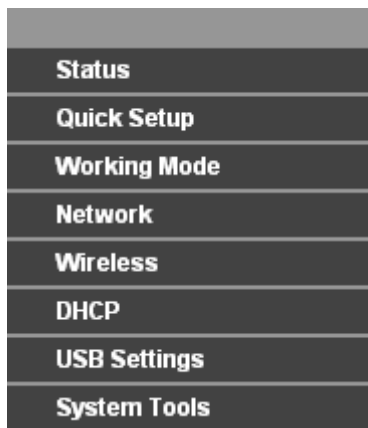 Status
Quick Setup
Working Mode
Network
Wireless
DHCP
USB Settings
System Tools